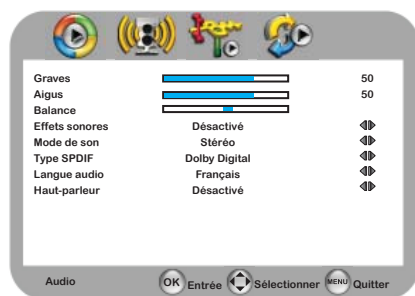 Graves 50
Aigus 50
Balance
Effets sonores Désactivé
Mode de son Stéréo
Type SPDIF Dolby Digital
Langue audio Français
Haut-parleur Désactivé
Audio OK Entrée Sélectionner MENU Quitter